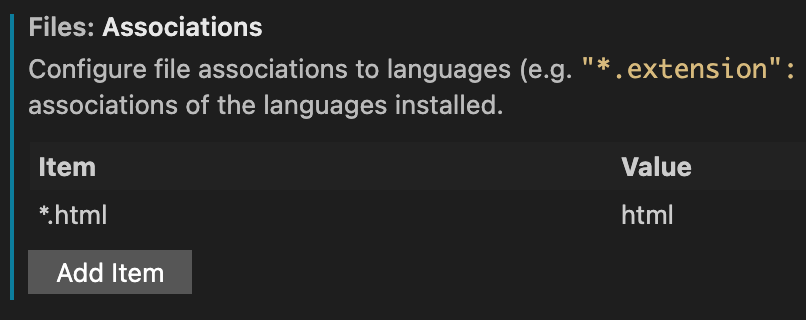 Files: Associations
Configure file associations to languages (e.g. "*.extension":
associations of the languages installed.
Item Value
*.html html
Add Item